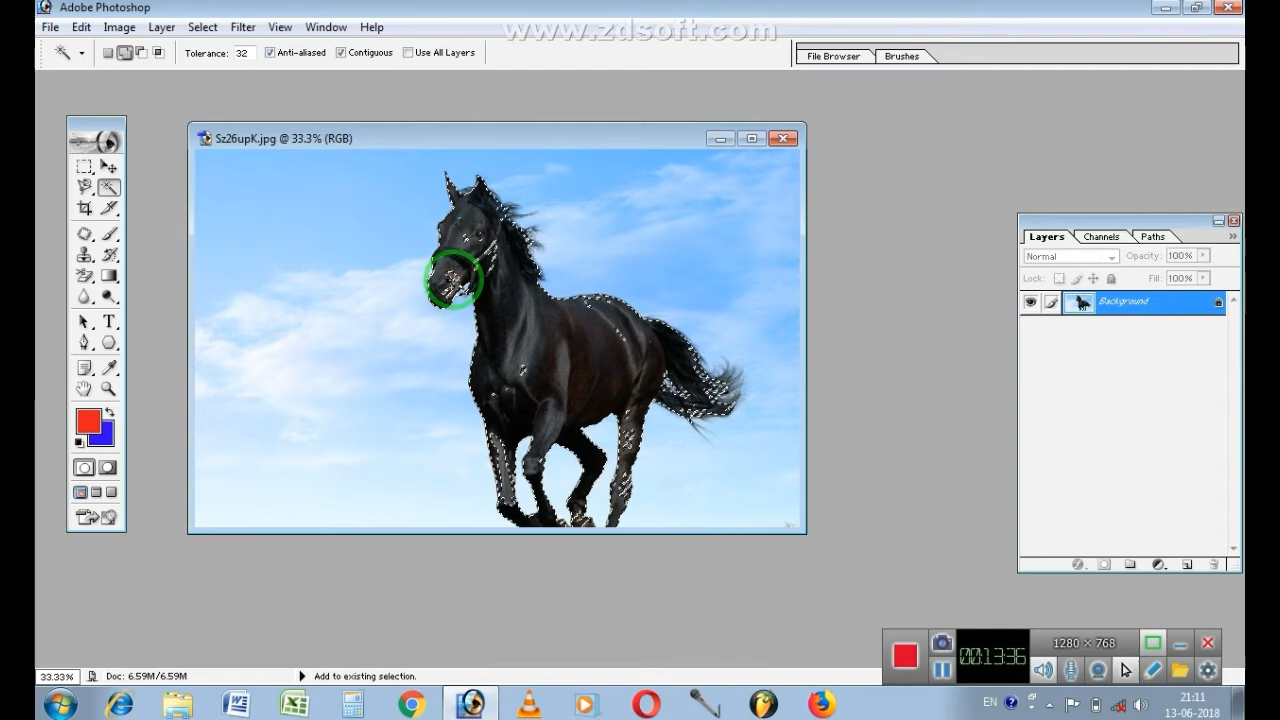 Adobe Photoshop
File Edit Image Layer Select Filter View Window Help
www.zdsoft.com
Tolerance: 32 Anti-aliased Contiguous Use All Layers
File Browser Brushes
Sz26upK.jpg @ 33.3% (RGB)
Layers Channels Paths
Normal Opacity: 100%
Lock: Fill: 100%
Background
1280 × 768
00:13:36
33.33% Doc: 6.59M/6.59M Add to existing selection.
EN 21:11
13-06-2018